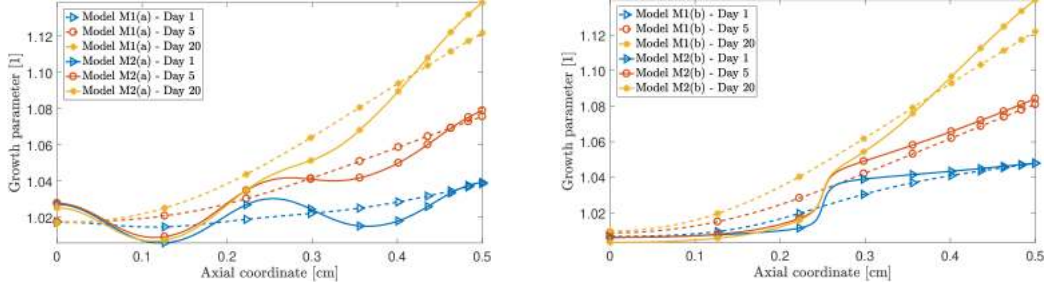 Growth parameter [1]
1.12
1.10
1.08
1.06
1.04
1.02
Model M1(a) - Day 1
Model M1(a) - Day 5
Model M1(a) - Day 20
Model M2(a) - Day 1
Model M2(a) - Day 5
Model M2(a) - Day 20
0 0.1 0.2 0.3 0.4 0.5
Axial coordinate [cm]
Growth parameter [1]
1.12
1.10
1.08
1.06
1.04
1.02
Model M1(b) - Day 1
Model M1(b) - Day 5
Model M1(b) - Day 20
Model M2(b) - Day 1
Model M2(b) - Day 5
Model M2(b) - Day 20
0 0.1 0.2 0.3 0.4 0.5
Axial coordinate [cm]